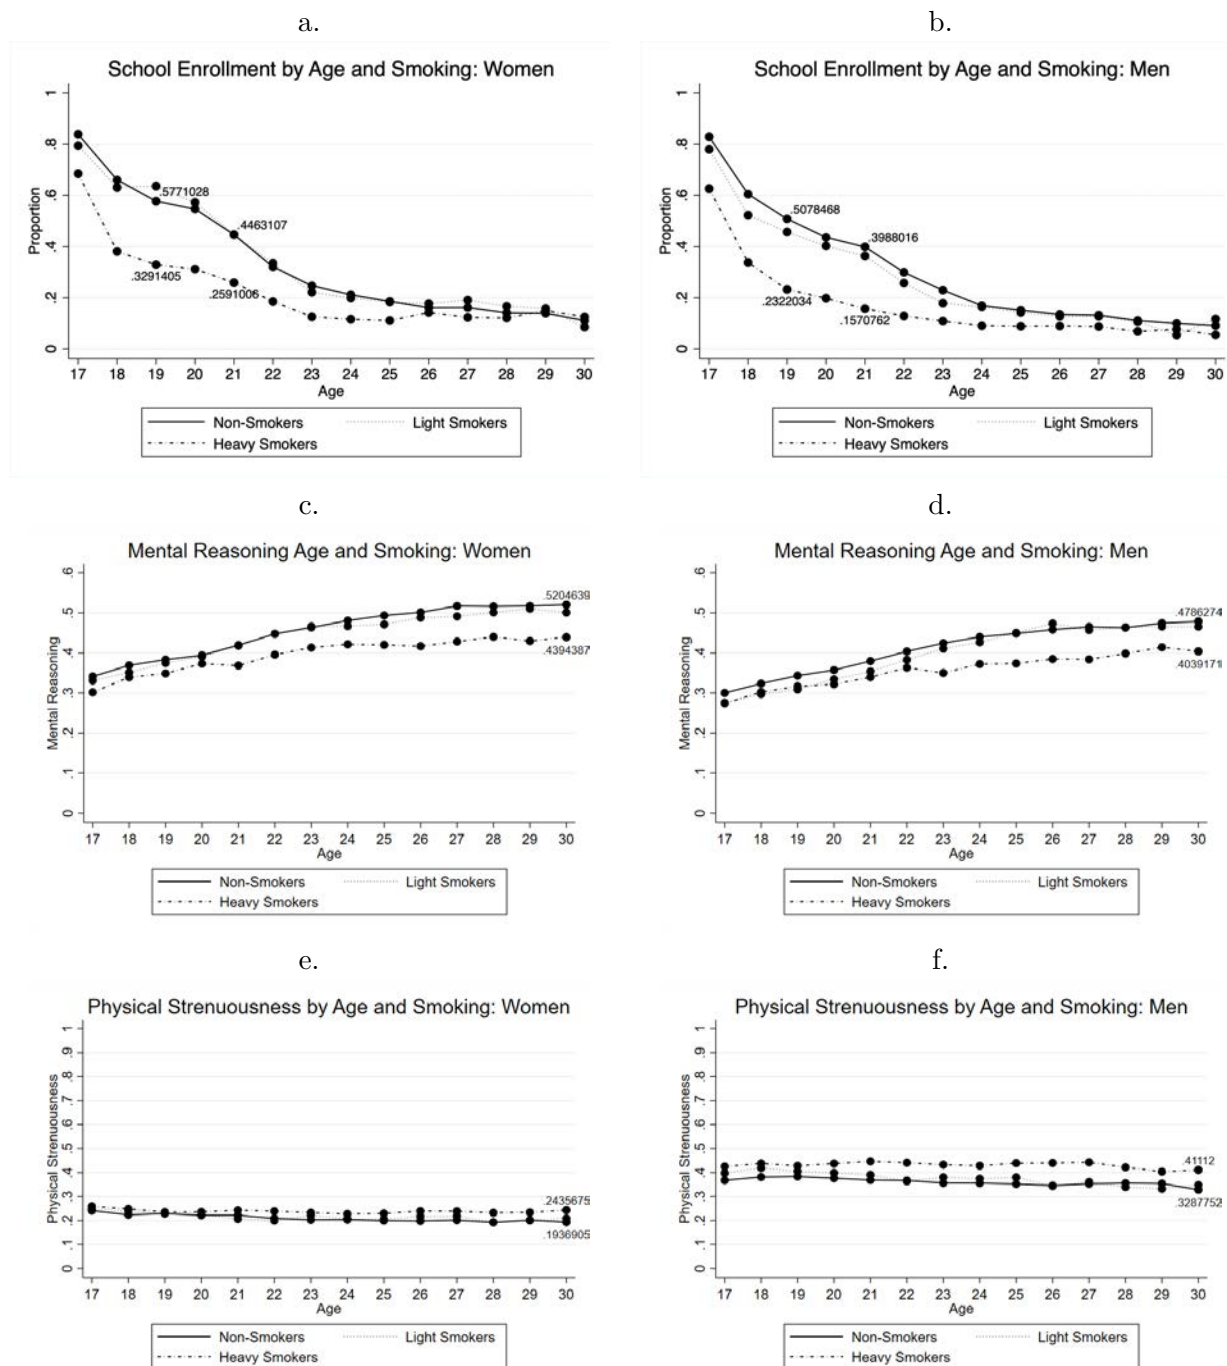 a.
School Enrollment by Age and Smoking: Women
Proportion
1
.8
.6
.4
.2
0
.5771028
.4463107
.3291405
.2591006
17 18 19 20 21 22 23 24 25 26 27 28 29 30
Age
Non-Smokers Light Smokers
Heavy Smokers
b.
School Enrollment by Age and Smoking: Men
Proportion
1
.8
.6
.4
.2
0
.5078468
.3988016
.2322034
.1570762
17 18 19 20 21 22 23 24 25 26 27 28 29 30
Age
Non-Smokers Light Smokers
Heavy Smokers
c.
Mental Reasoning Age and Smoking: Women
Mental Reasoning
.6
.5
.4
.3
.2
.1
0
.5204639
.4394387
17 18 19 20 21 22 23 24 25 26 27 28 29 30
Age
Non-Smokers Light Smokers
Heavy Smokers
d.
Mental Reasoning Age and Smoking: Men
Mental Reasoning
.6
.5
.4
.3
.2
.1
0
.4786274
.4039171
17 18 19 20 21 22 23 24 25 26 27 28 29 30
Age
Non-Smokers Light Smokers
Heavy Smokers
e.
Physical Strenuousness by Age and Smoking: Women
Physical Strenuousness
1
.9
.8
.7
.6
.5
.4
.3
.2
.1
0
.2435675
.1936905
17 18 19 20 21 22 23 24 25 26 27 28 29 30
Age
Non-Smokers Light Smokers
Heavy Smokers
f.
Physical Strenuousness by Age and Smoking: Men
Physical Strenuousness
1
.9
.8
.7
.6
.5
.4
.3
.2
.1
0
.41112
.3287752
17 18 19 20 21 22 23 24 25 26 27 28 29 30
Age
Non-Smokers Light Smokers
Heavy Smokers